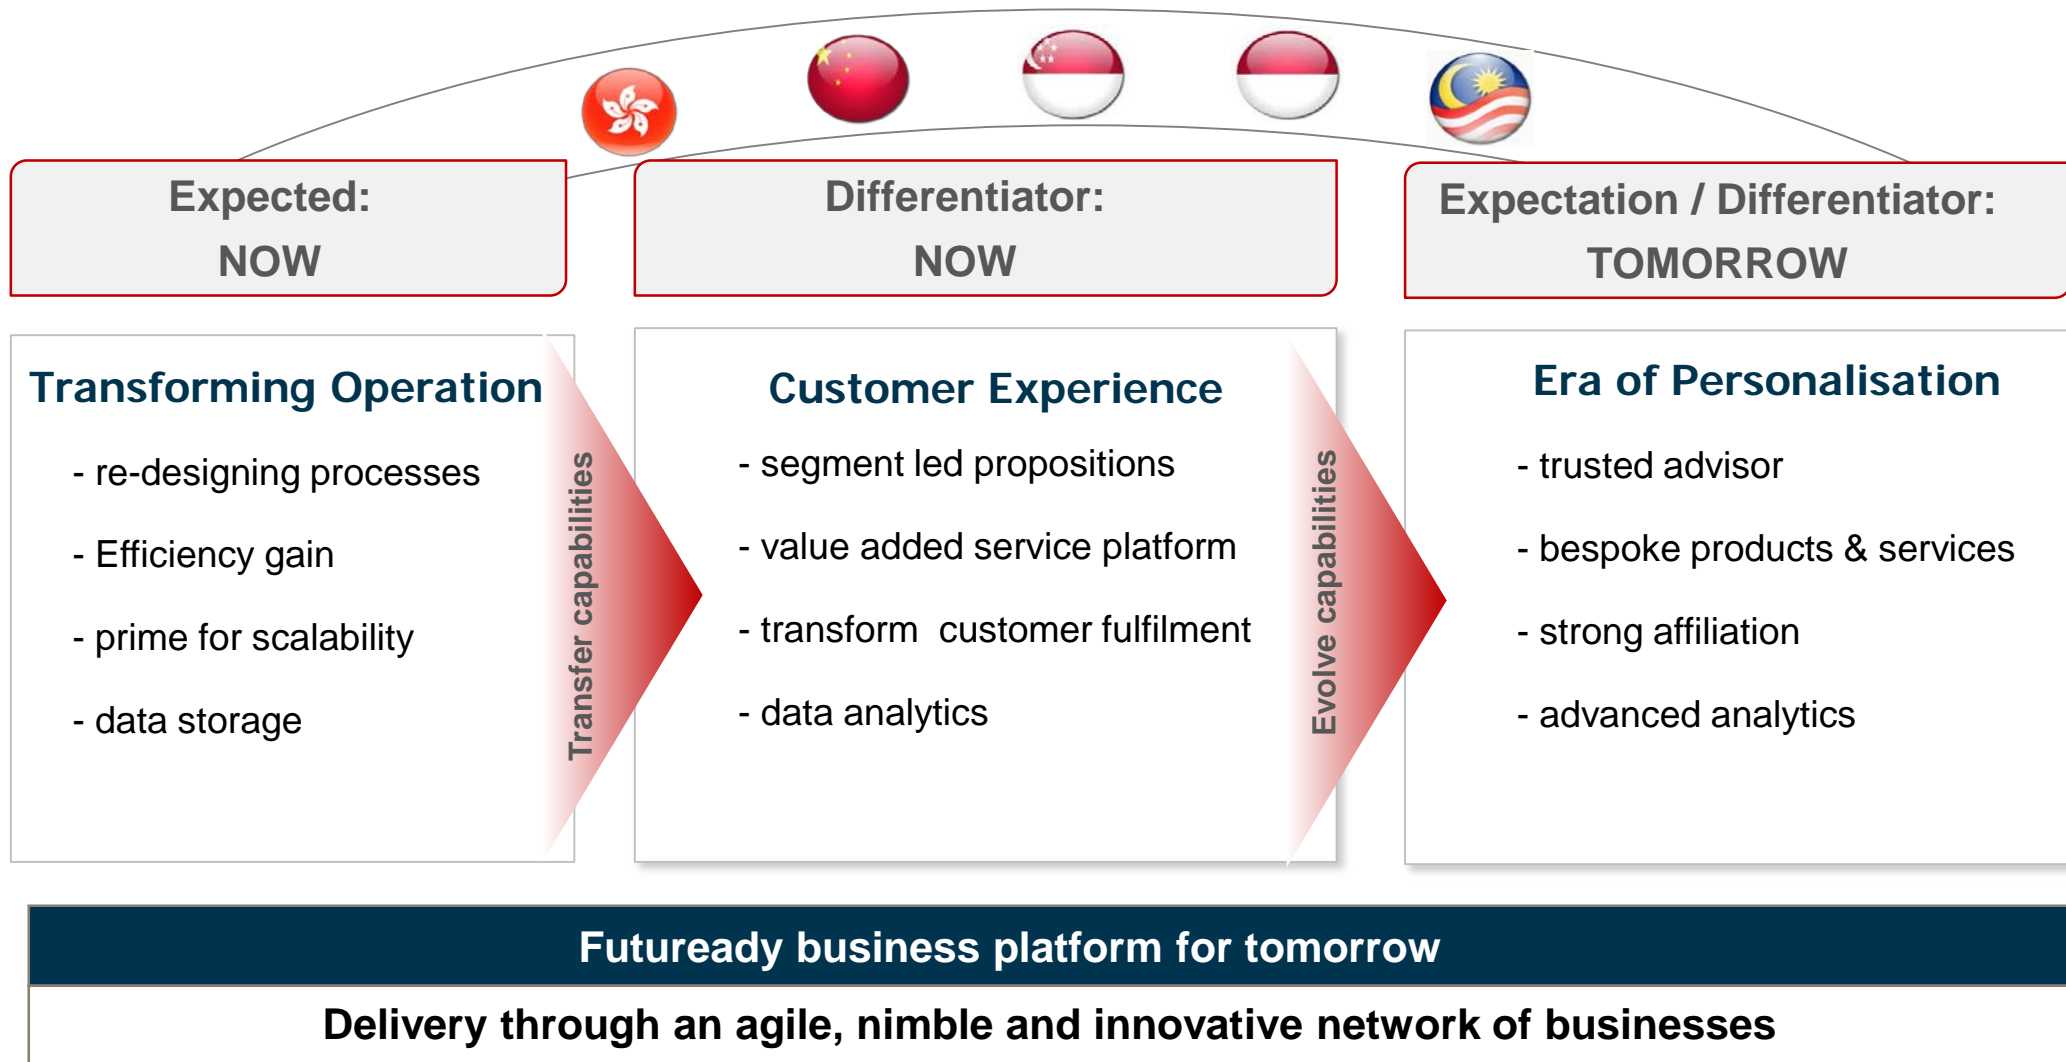 Expected:
NOW
Differentiator:
NOW
Expectation / Differentiator:
TOMORROW
Transforming Operation
- re-designing processes
- Efficiency gain
- prime for scalability
- data storage
Transfer capabilities
Customer Experience
- segment led propositions
- value added service platform
- transform  customer fulfilment
- data analytics
Evolve capabilities
Era of Personalisation
- trusted advisor
- bespoke products & services
- strong affiliation
- advanced analytics
Futuready business platform for tomorrow
Delivery through an agile, nimble and innovative network of businesses